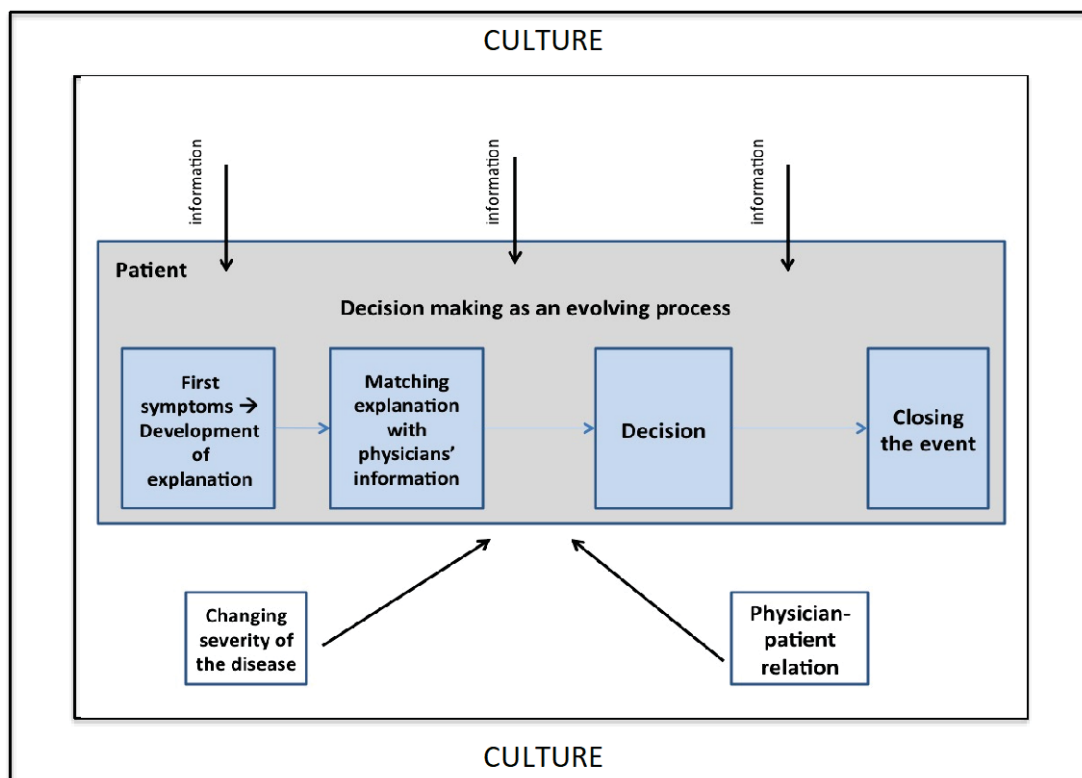 CULTURE
information
information
information
Patient
Decision making as an evolving process
First
symptoms →
Development
of
explanation
Matching
explanation
with
physicians'
information
Decision
Closing
the event
Changing
severity of
the disease
Physician-
patient
relation
CULTURE